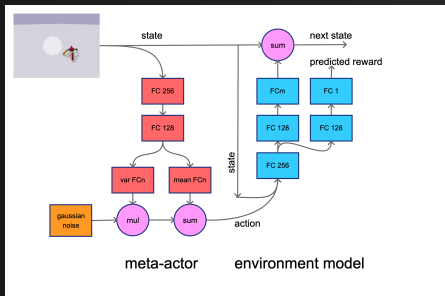 state
sum
next state
predicted reward
FC 256
FCm
FC 1
FC 128
FC 128
FC 128
state
FC 256
var FCn
mean FCn
gaussian
noise
mul
sum
action
meta-actor
environment model